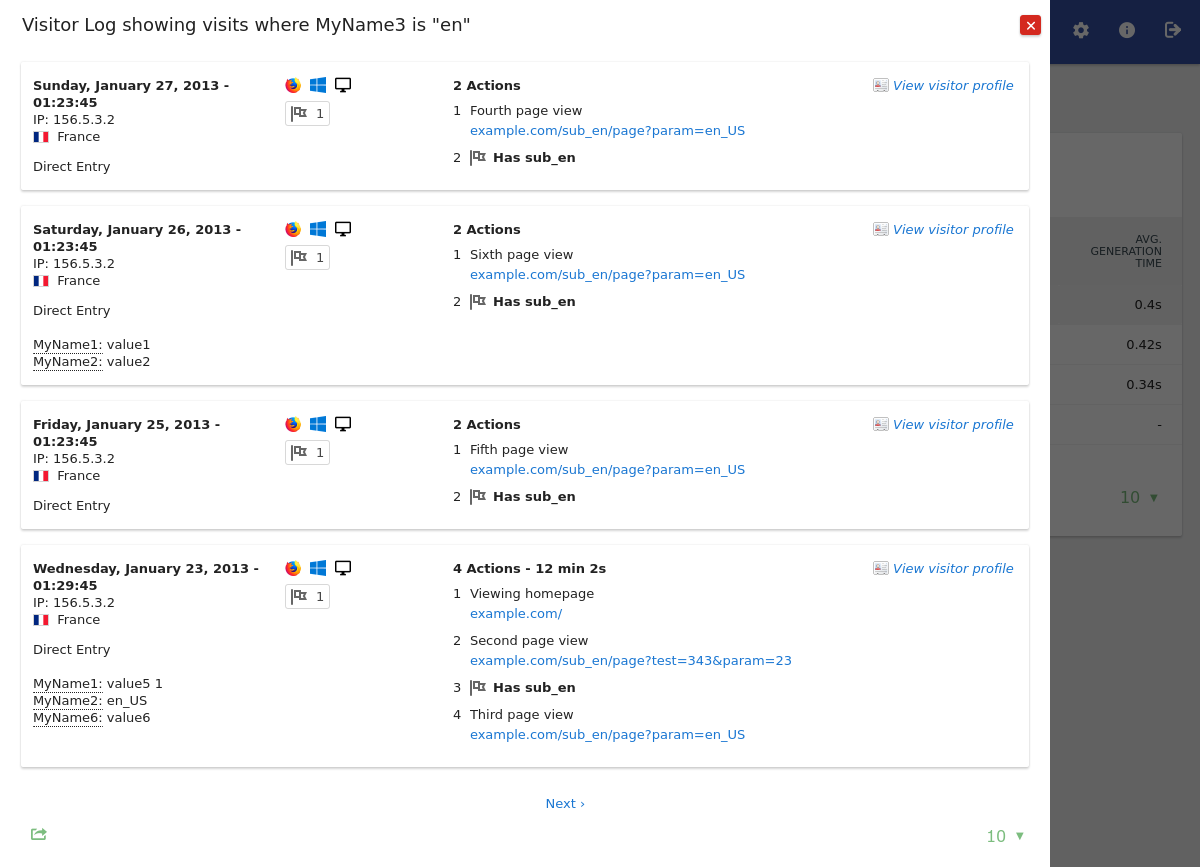 Visitor Log showing visits where MyName3 is "en"
Sunday, January 27, 2013 -
01:23:45
IP: 156.5.3.2
France
Direct Entry
1
2 Actions
1 Fourth page view
example.com/sub_en/page?param=en_US
2 Has sub_en
View visitor profile
Saturday, January 26, 2013 -
01:23:45
IP: 156.5.3.2
France
Direct Entry
MyName1: value1
MyName2: value2
1
2 Actions
1 Sixth page view
example.com/sub_en/page?param=en_US
2 Has sub_en
View visitor profile
Friday, January 25, 2013 -
01:23:45
IP: 156.5.3.2
France
Direct Entry
1
2 Actions
1 Fifth page view
example.com/sub_en/page?param=en_US
2 Has sub_en
View visitor profile
Wednesday, January 23, 2013 -
01:29:45
IP: 156.5.3.2
France
Direct Entry
MyName1: value5 1
MyName2: en_US
MyName6: value6
1
4 Actions - 12 min 2s
1 Viewing homepage
example.com/
2 Second page view
example.com/sub_en/page?test=343&param=23
3 Has sub_en
4 Third page view
example.com/sub_en/page?param=en_US
View visitor profile
Next ›
10
AVG.
GENERATION
TIME
0.4s
0.42s
0.34s
-
10